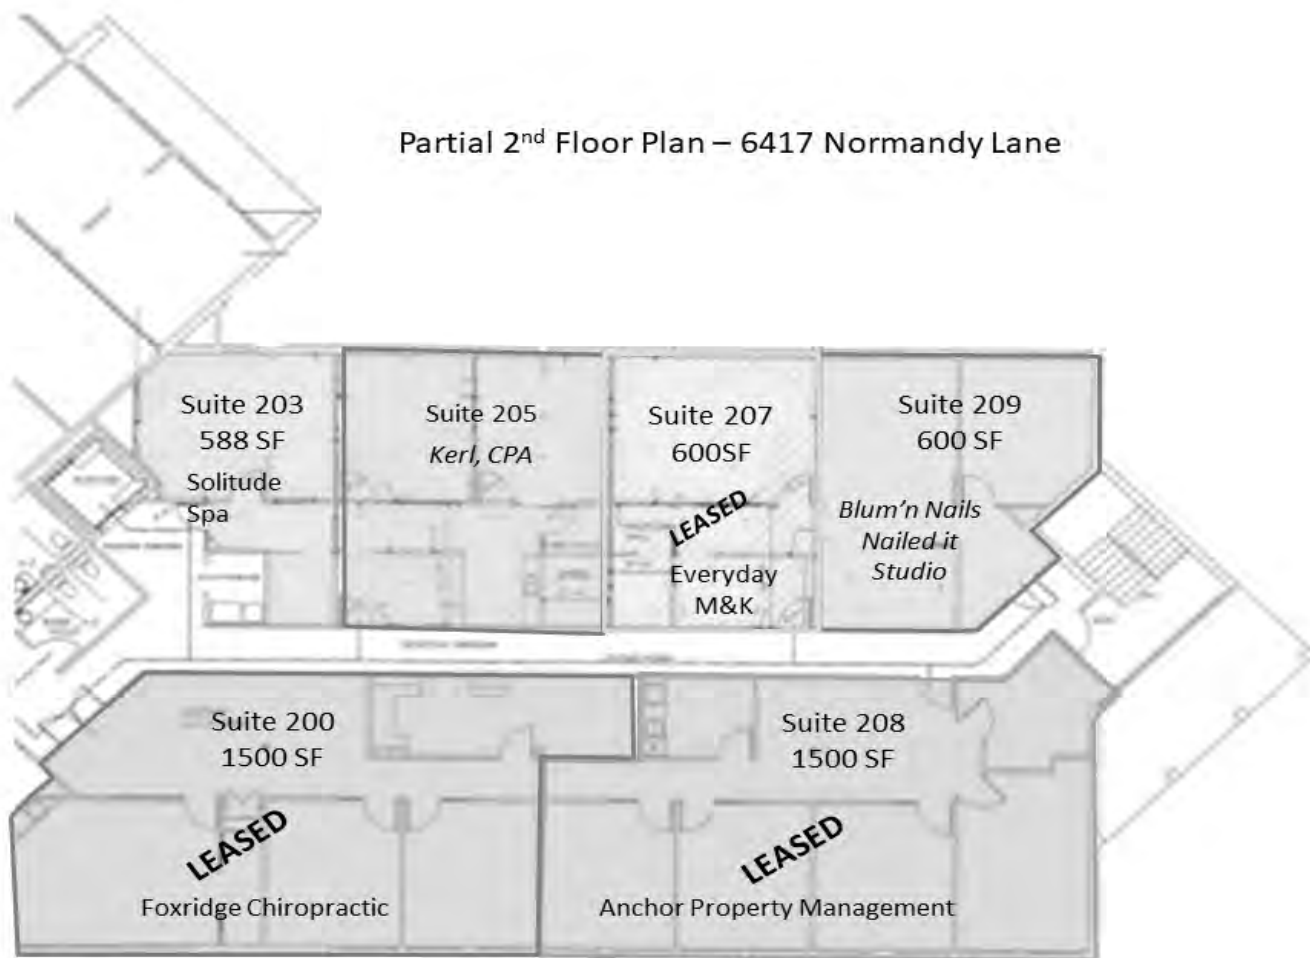 Partial 2nd Floor Plan – 6417 Normandy Lane
Suite 203
588 SF
Solitude
Spa
Suite 205
Kerl, CPA
Suite 207
600SF
LEASED
Everyday
M&K
Suite 209
600 SF
Blum'n Nails
Nailed it
Studio
Suite 200
1500 SF
LEASED
Foxridge Chiropractic
Suite 208
1500 SF
LEASED
Anchor Property Management